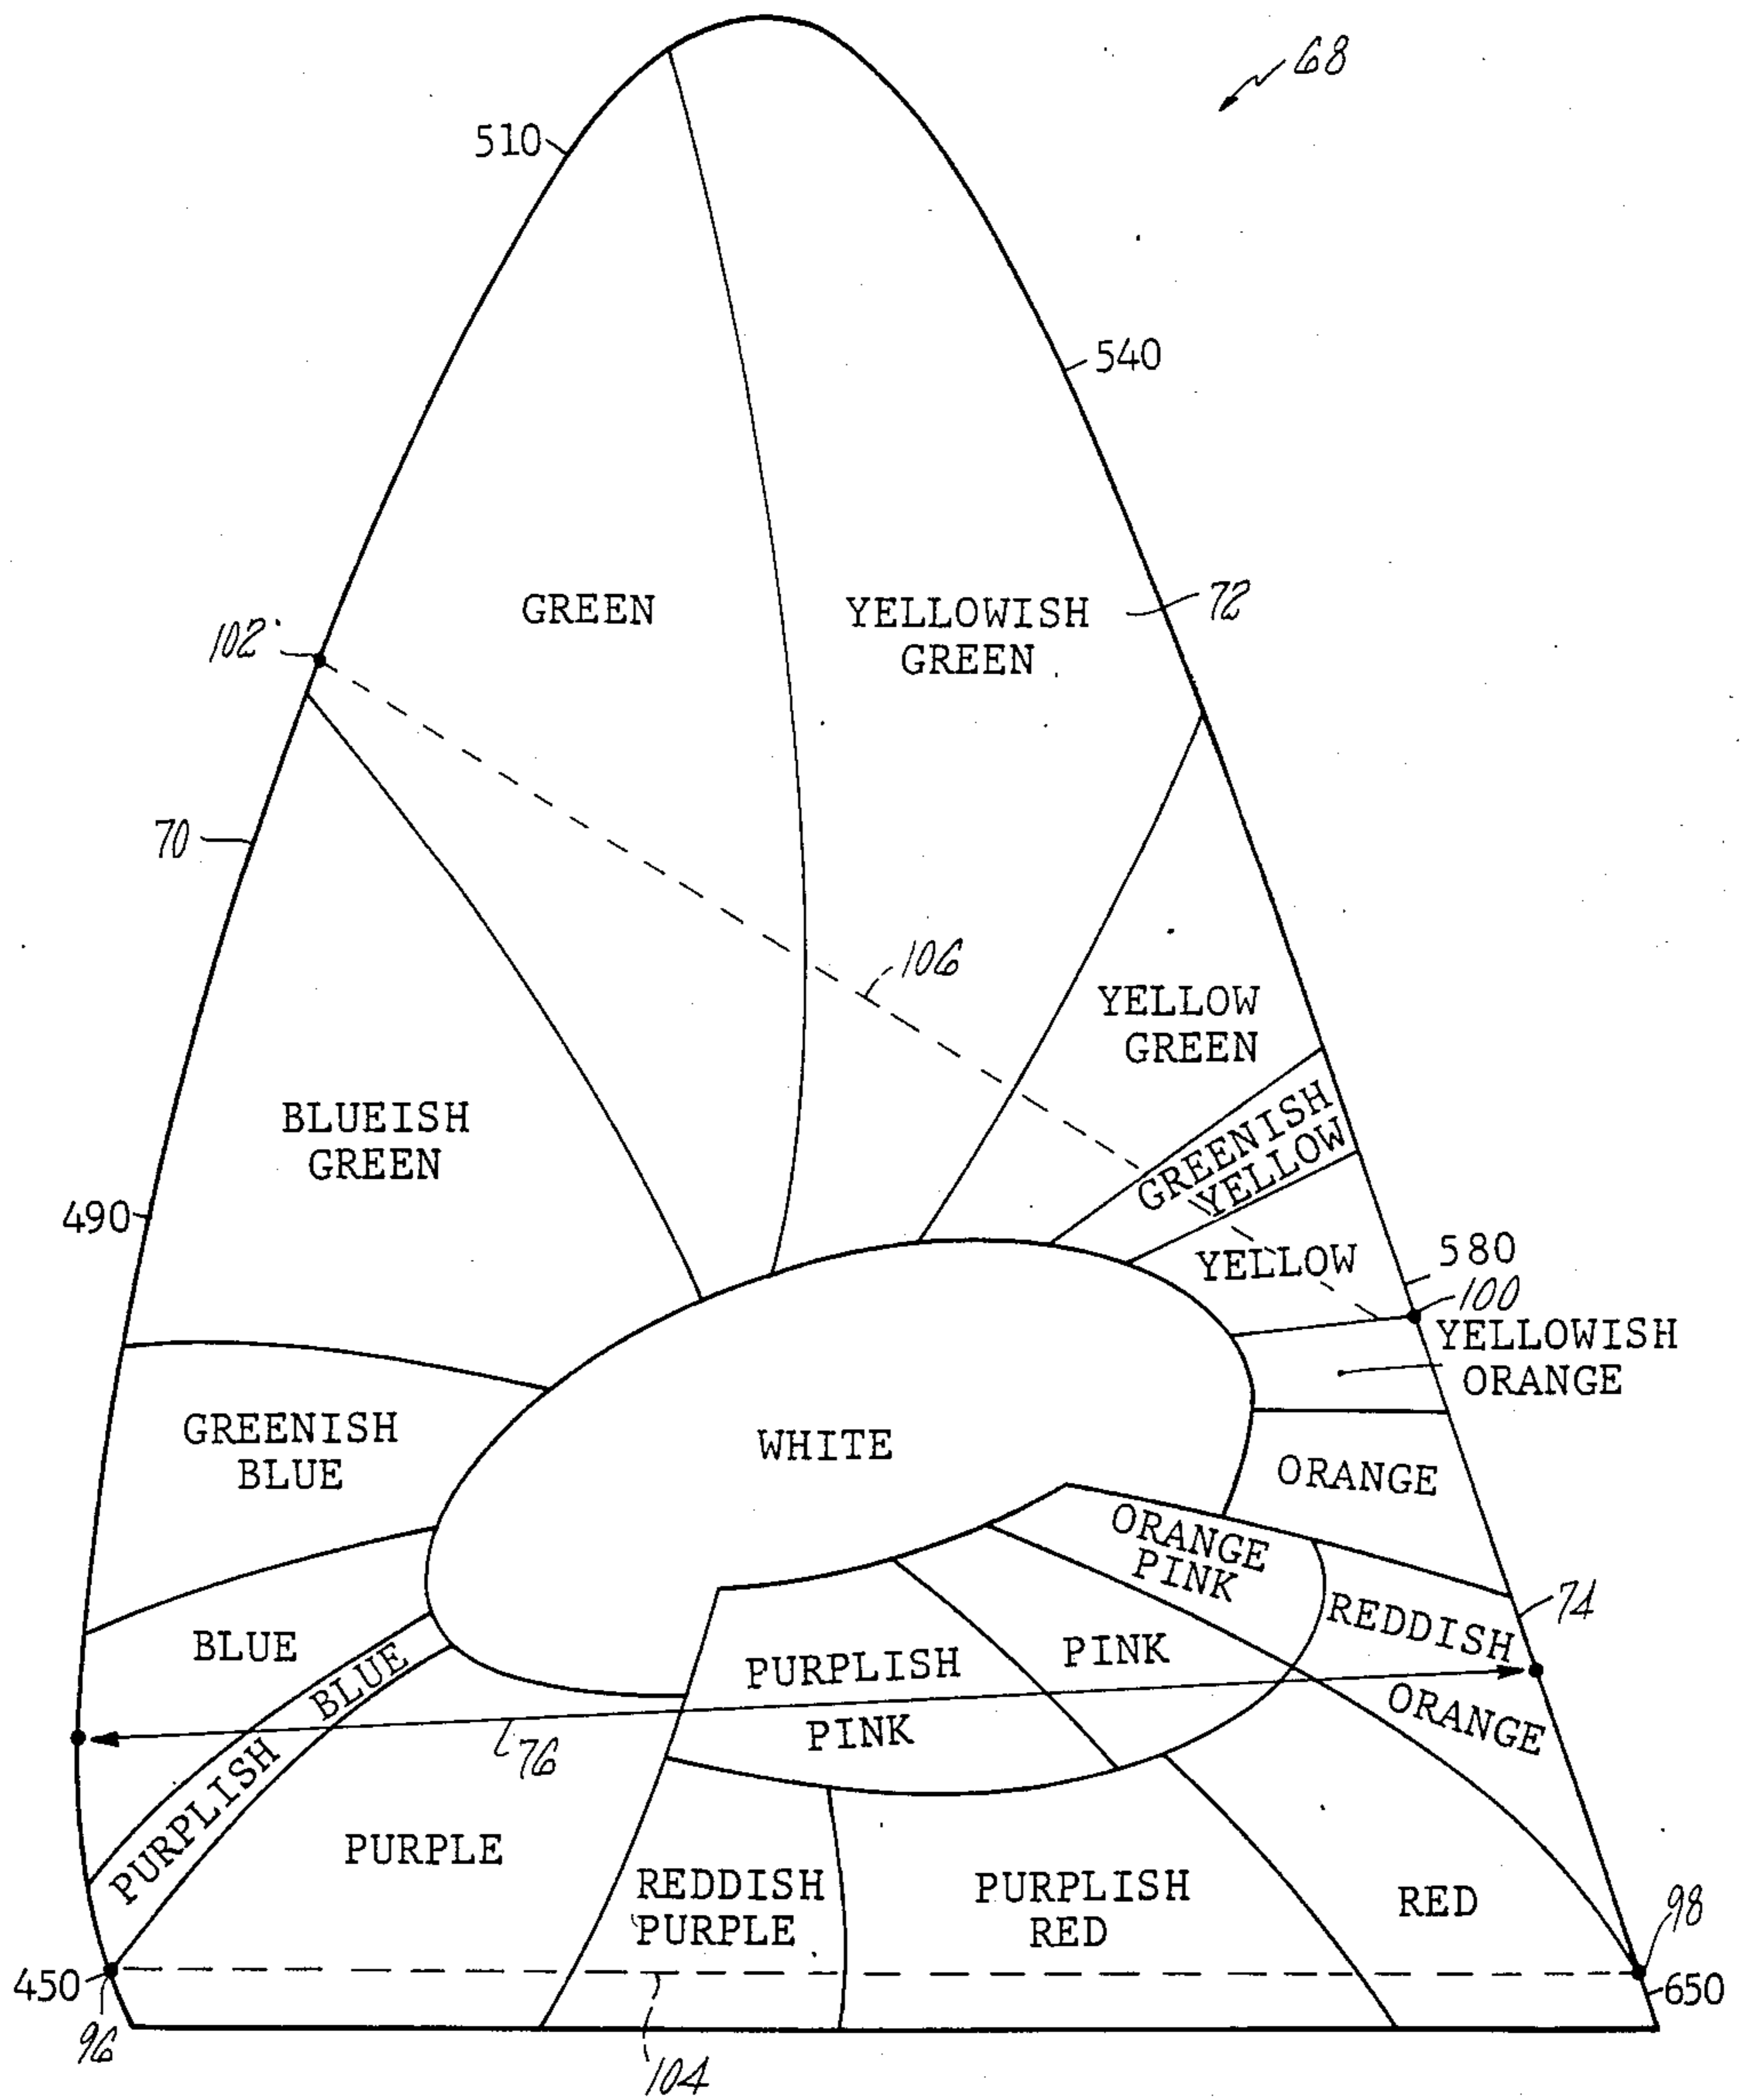 68
510
540
GREEN
YELLOWISH
GREEN
72
102
70
106
YELLOW
GREEN
BLUEISH
GREEN
GREENISH
YELLOW
490
YELLOW
580
100
YELLOWISH
ORANGE
GREENISH
BLUE
WHITE
ORANGE
ORANGE
PINK
74
REDDISH
ORANGE
BLUE
PURPLISH BLUE
PURPLISH
PINK
PINK
76
PURPLE
REDDISH
PURPLE
PURPLISH
RED
RED
98
450
650
96
104